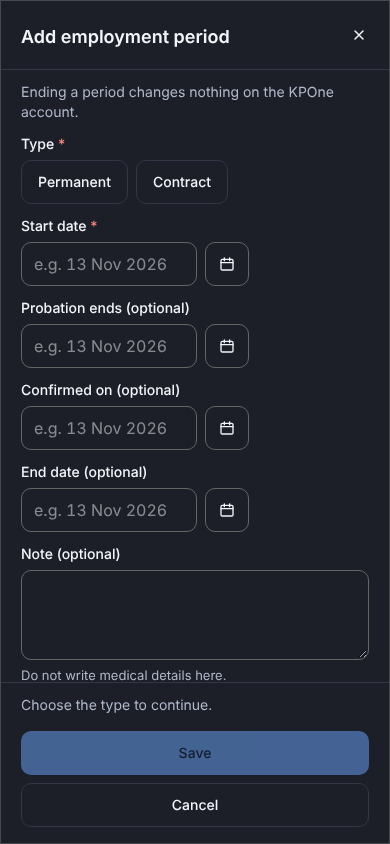 Add employment period
Ending a period changes nothing on the KPOne
account.
Type *
Permanent
Contract
Start date *
e.g. 13 Nov 2026
Probation ends (optional)
e.g. 13 Nov 2026
Confirmed on (optional)
e.g. 13 Nov 2026
End date (optional)
e.g. 13 Nov 2026
Note (optional)
Do not write medical details here.
Choose the type to continue.
Save
Cancel